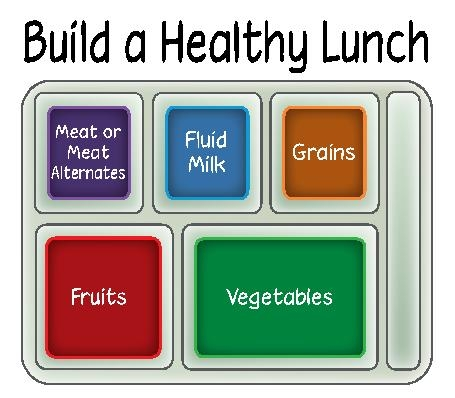 Build a Healthy Lunch
Meat or
Meat
Alternates
Fluid
Milk
Grains
Fruits
Vegetables